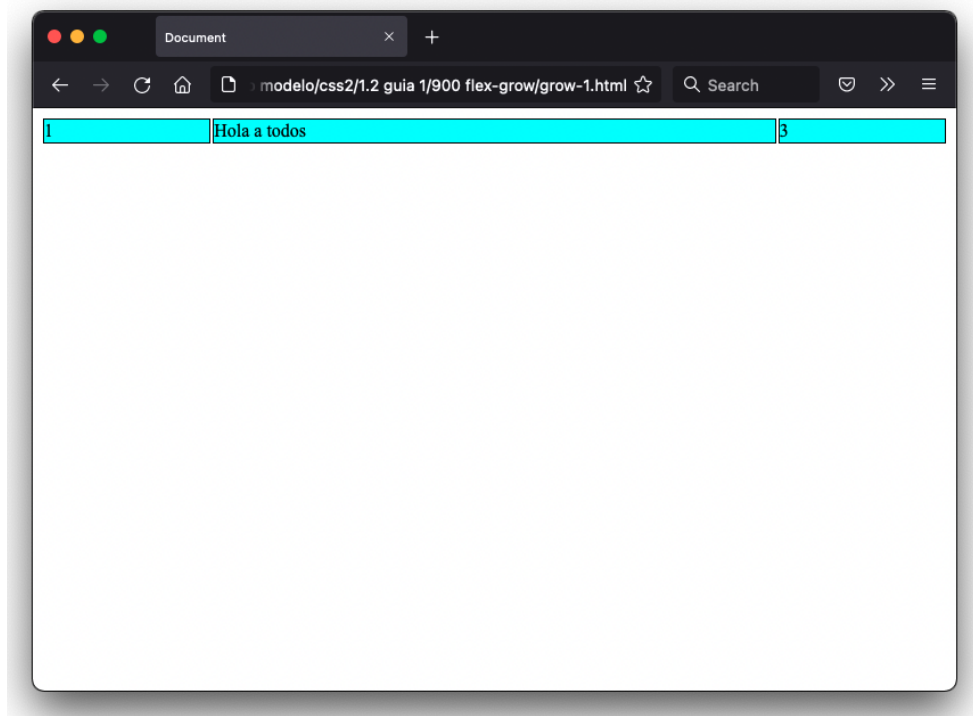 Document
modelo/css2/1.2 guia 1/900 flex-grow/grow-1.html
Search
1
Hola a todos
3